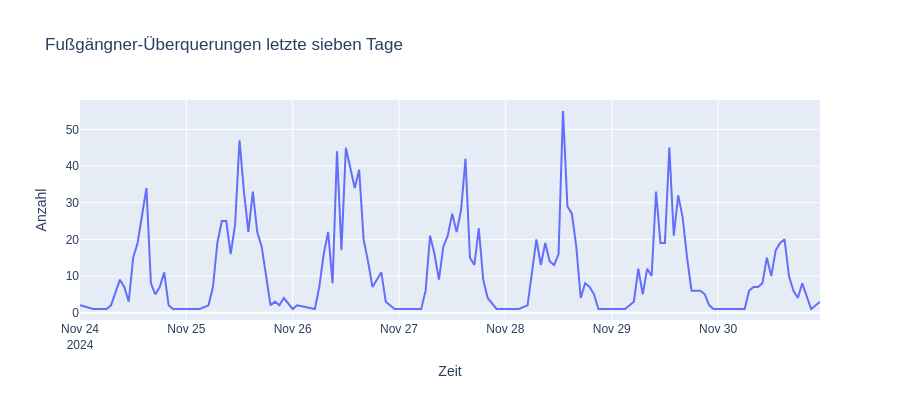 Fußgängner-Überquerungen letzte sieben Tage
Anzahl
50
40
30
20
10
0
Nov 24 Nov 25 Nov 26 Nov 27 Nov 28 Nov 29 Nov 30
2024
Zeit